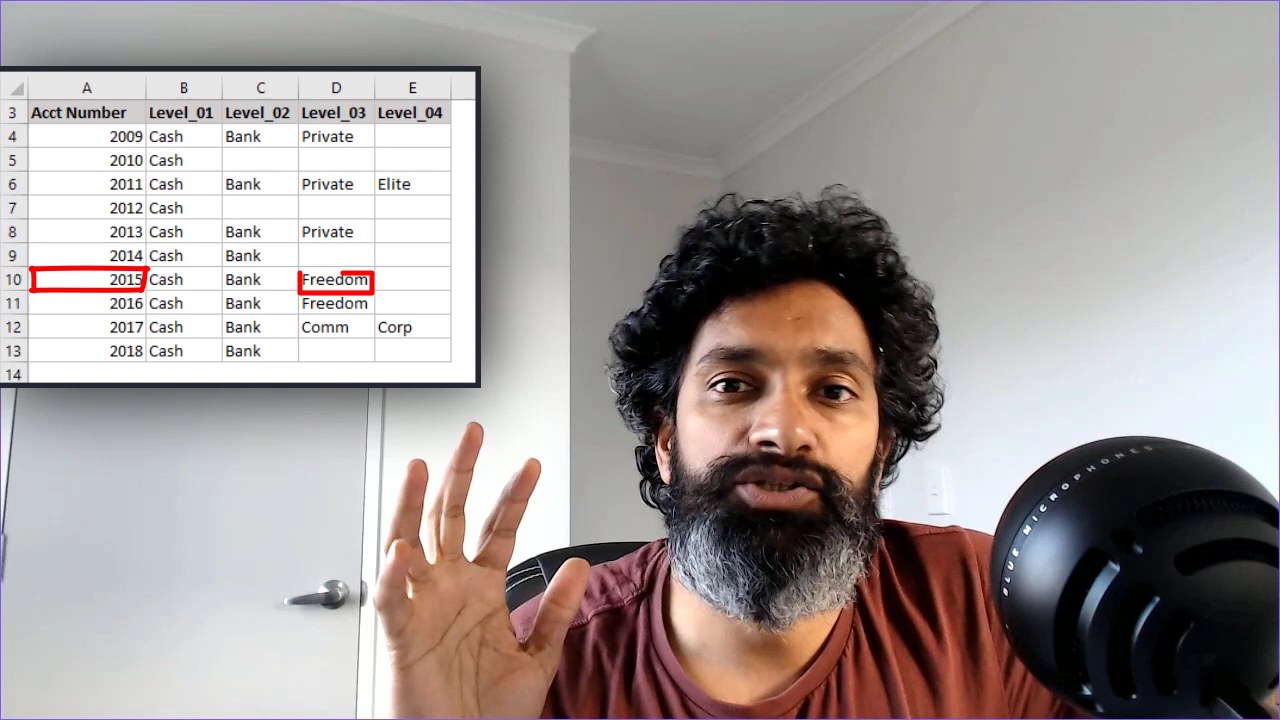 A B C D E
3 Acct Number Level_01 Level_02 Level_03 Level_04
4 2009 Cash Bank Private
5 2010 Cash
6 2011 Cash Bank Private Elite
7 2012 Cash
8 2013 Cash Bank Private
9 2014 Cash Bank
10 2015 Cash Bank Freedom
11 2016 Cash Bank Freedom
12 2017 Cash Bank Comm Corp
13 2018 Cash Bank
14
BLUE MICROPHONES